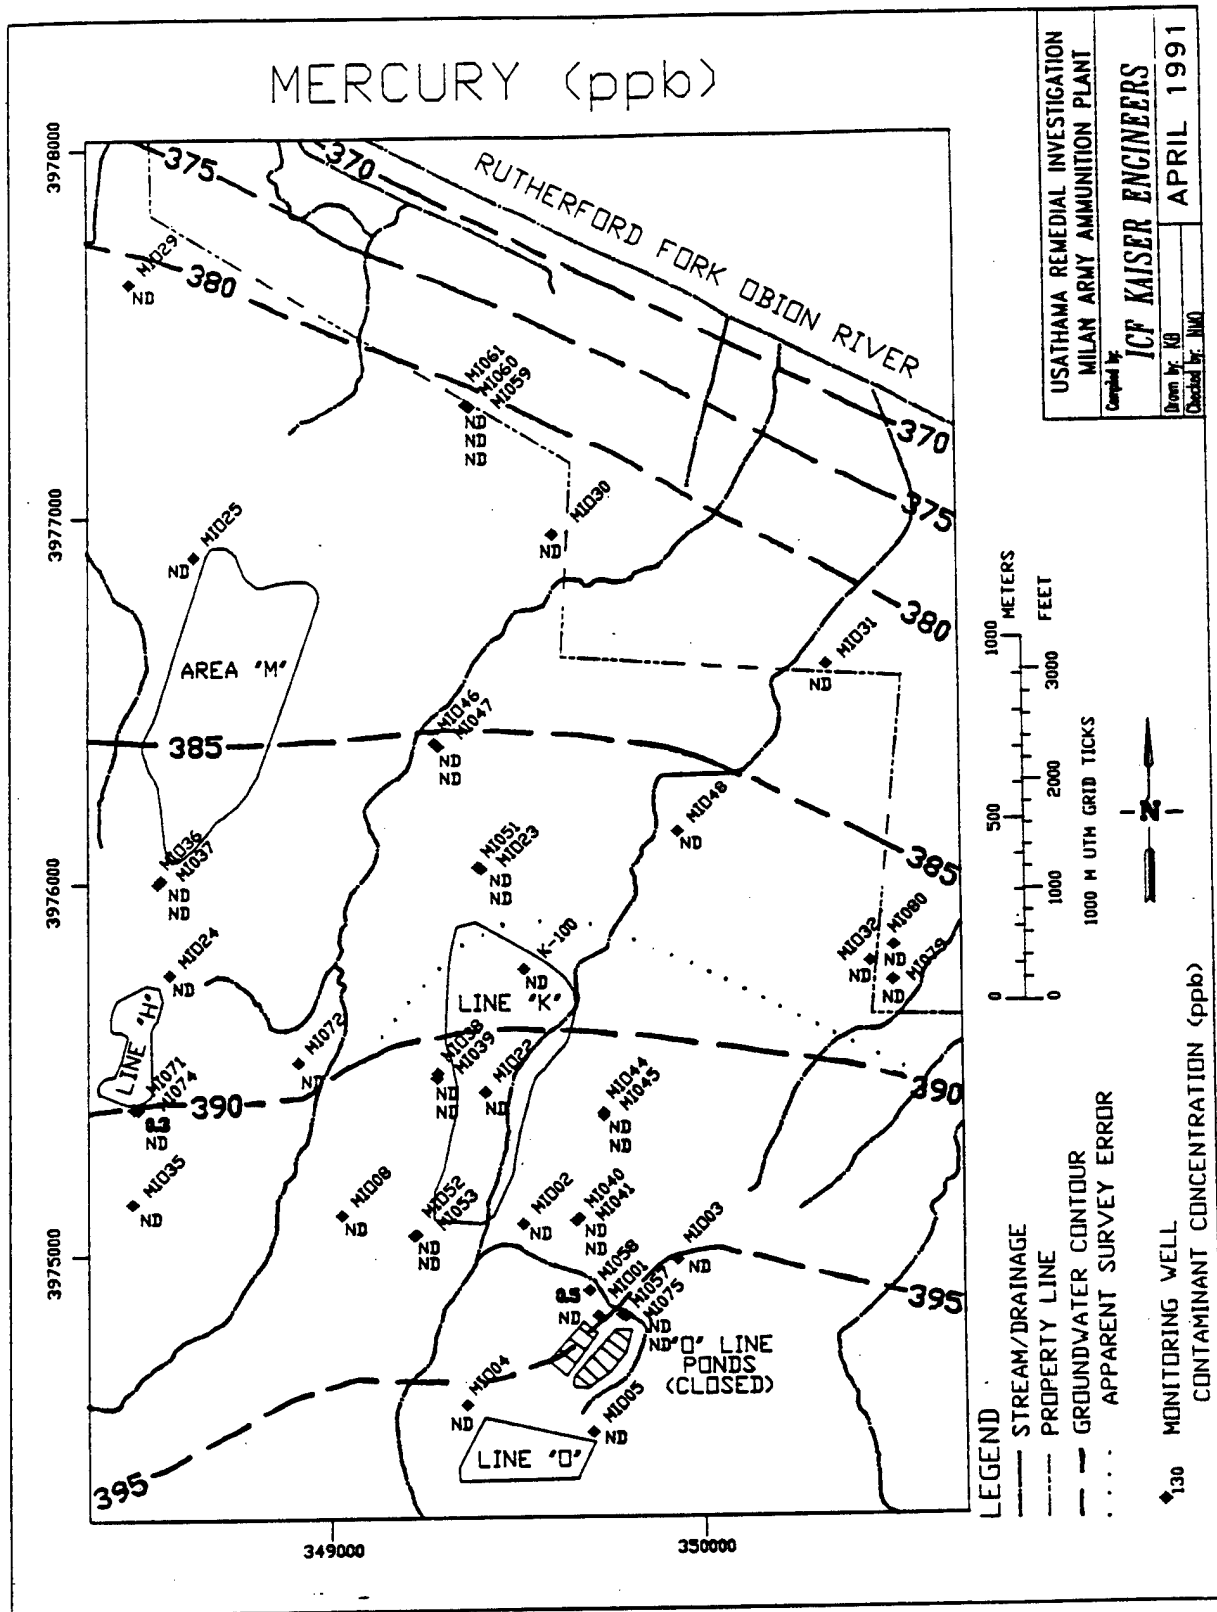 MERCURY (ppb)
3978000
3977000
3976000
3975000
349000
350000
375
370
RUTHERFORD FORK OBION RIVER
380
MI029
ND
MI061
MI060
MI059
ND
ND
ND
MI030
ND
MI025
ND
AREA "M"
370
375
380
MI031
ND
MI046
MI047
ND
ND
385
MI048
ND
385
MI036
MI037
ND
ND
MI051
MI023
ND
ND
MI024
ND
K-100
ND
LINE "K"
MI032
ND
MI080
ND
MI079
ND
LINE "H"
MI072
ND
MI038
MI039
ND
ND
MI022
ND
MI071
MI074
ND
390
MI044
MI045
ND
ND
390
MI035
ND
MI008
ND
MI052
MI053
ND
ND
MI002
ND
MI040
MI041
ND
ND
MI003
ND
MI058
MI001
ND
MI057
ND
MI075
ND
395
"O" LINE
PONDS
(CLOSED)
MI004
ND
MI005
ND
LINE "O"
395
USATHAMA REMEDIAL INVESTIGATION
MILAN ARMY AMMUNITION PLANT
Compiled by:
ICF KAISER ENGINEERS
Drawn by: KB
Checked by: NMO
APRIL 1991
0 500 1000 METERS
0 1000 2000 3000 FEET
1000 M UTM GRID TICKS
N
LEGEND
STREAM/DRAINAGE
PROPERTY LINE
GROUNDWATER CONTOUR
APPARENT SURVEY ERROR
130 MONITORING WELL
CONTAMINANT CONCENTRATION (ppb)